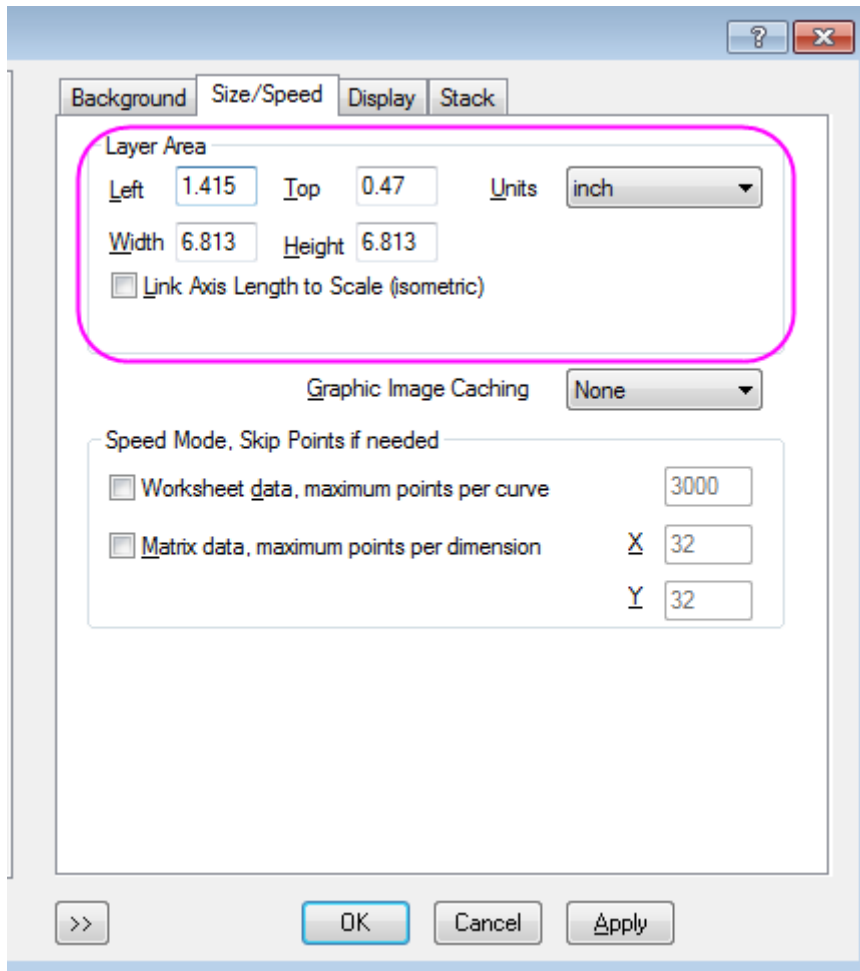 ?
Background Size/Speed Display Stack
Layer Area
Left 1.415 Top 0.47 Units inch
Width 6.813 Height 6.813
Link Axis Length to Scale (isometric)
Graphic Image Caching None
Speed Mode, Skip Points if needed
Worksheet data, maximum points per curve 3000
Matrix data, maximum points per dimension X 32
Y 32
>> OK Cancel Apply